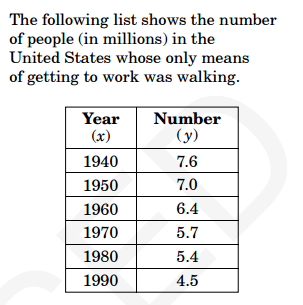 The following list shows the number
of people (in millions) in the
United States whose only means
of getting to work was walking.
Year Number
(x) (y)
1940 7.6
1950 7.0
1960 6.4
1970 5.7
1980 5.4
1990 4.5